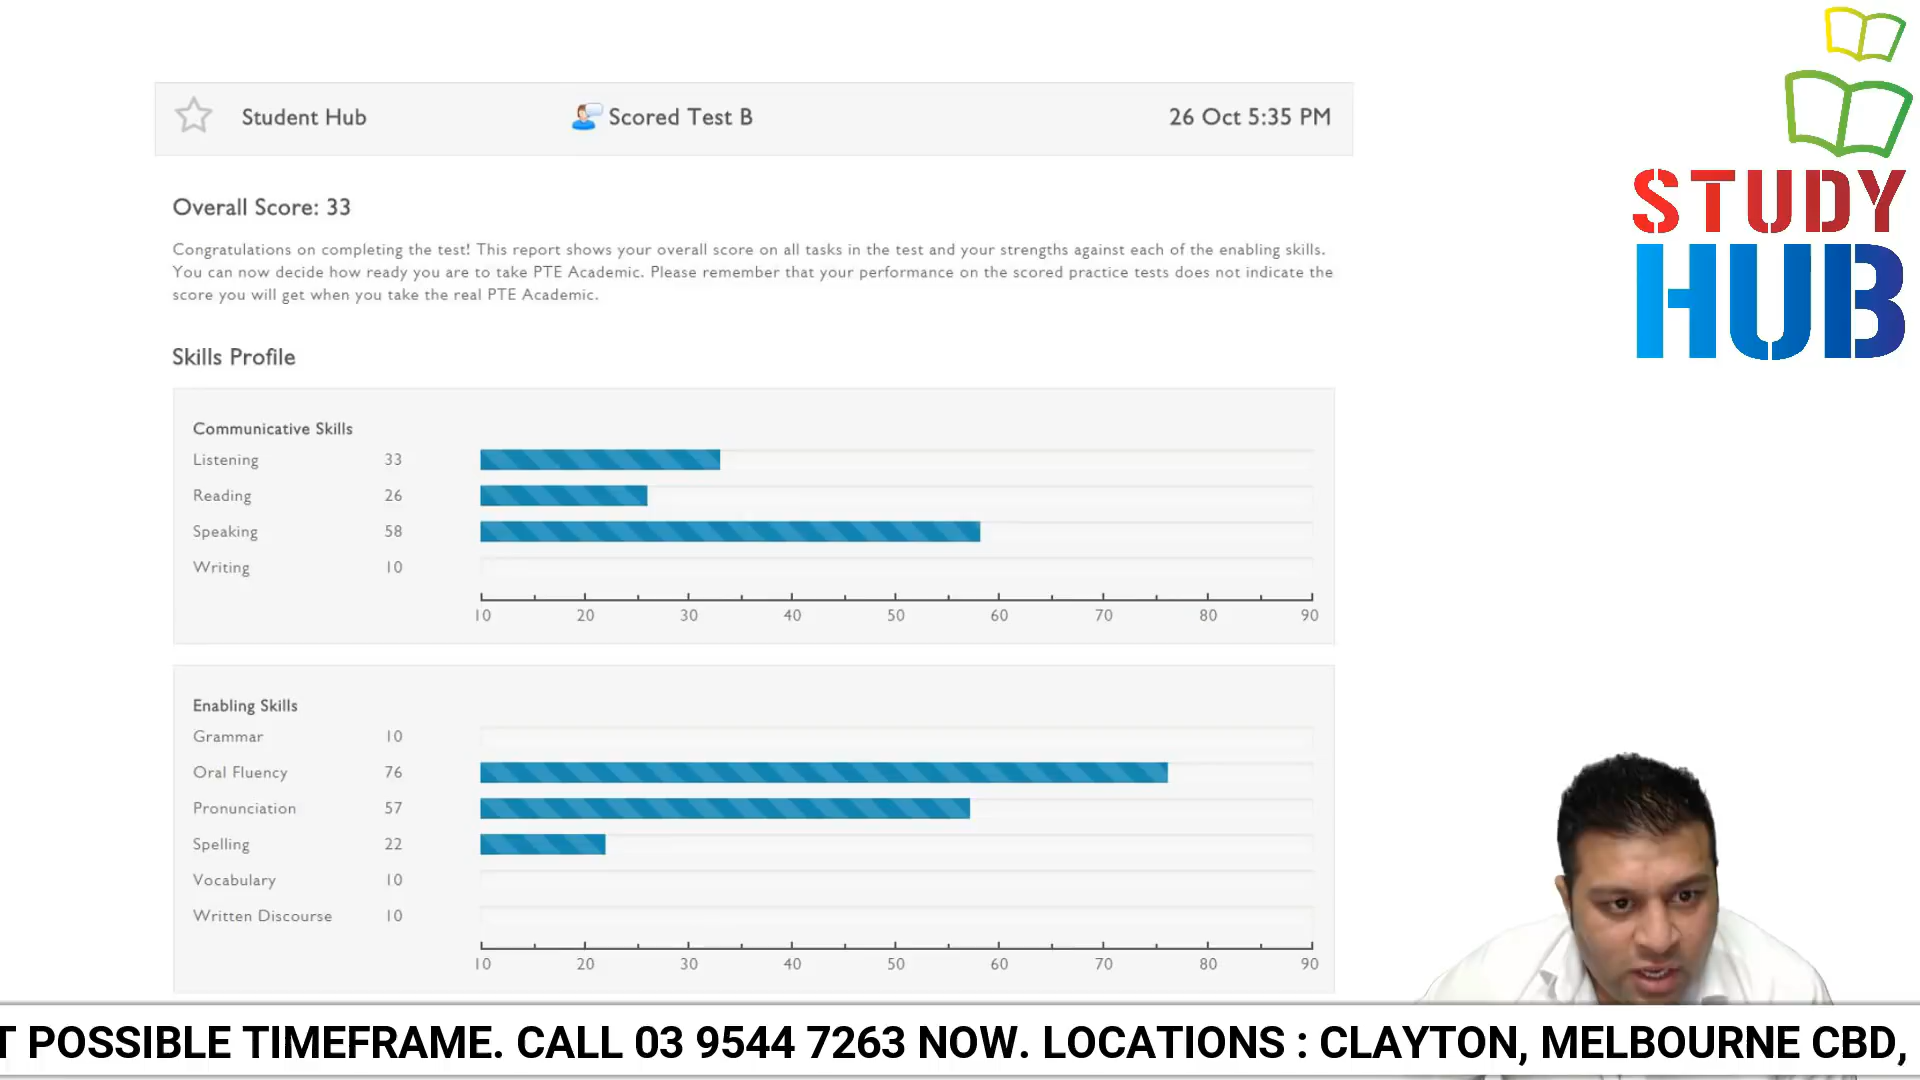 Student Hub
Scored Test B
26 Oct 5:35 PM
Overall Score: 33
Congratulations on completing the test! This report shows your overall score on all tasks in the test and your strengths against each of the enabling skills.
You can now decide how ready you are to take PTE Academic. Please remember that your performance on the scored practice tests does not indicate the
score you will get when you take the real PTE Academic.
Skills Profile
Communicative Skills
Listening 33
Reading 26
Speaking 58
Writing 10
10 20 30 40 50 60 70 80 90
Enabling Skills
Grammar 10
Oral Fluency 76
Pronunciation 57
Spelling 22
Vocabulary 10
Written Discourse 10
10 20 30 40 50 60 70 80 90
STUDY
HUB
T POSSIBLE TIMEFRAME. CALL 03 9544 7263 NOW. LOCATIONS : CLAYTON, MELBOURNE CBD,